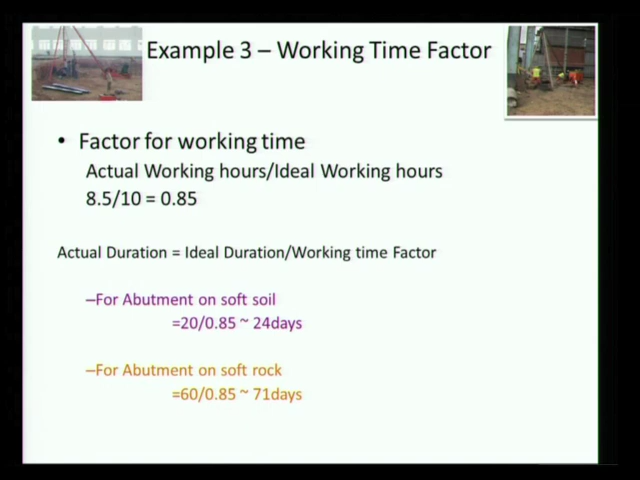 Example 3 – Working Time Factor
• Factor for working time
Actual Working hours/Ideal Working hours
8.5/10 = 0.85
Actual Duration = Ideal Duration/Working time Factor
–For Abutment on soft soil
=20/0.85 ~ 24days
–For Abutment on soft rock
=60/0.85 ~ 71days